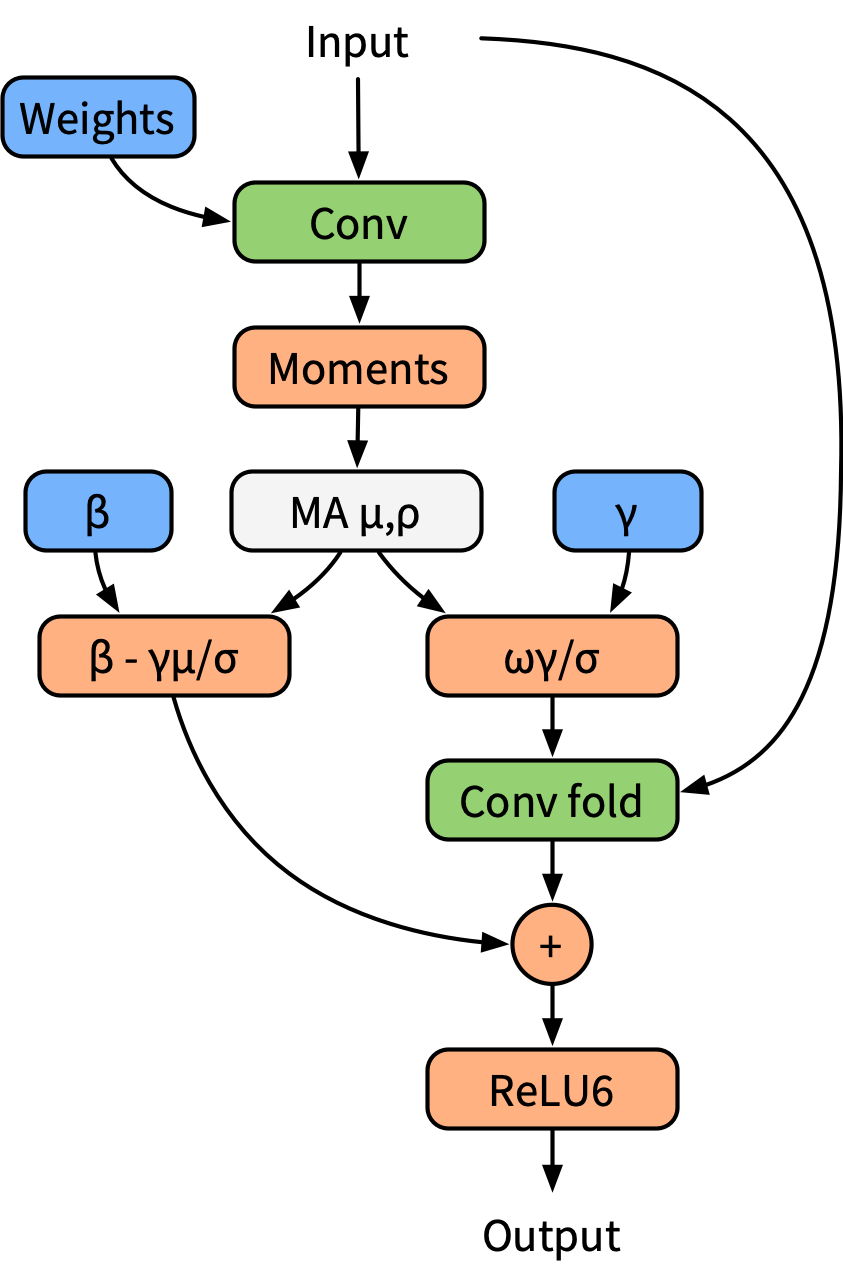 Input
Weights
Conv
Moments
β
MA μ,ρ
γ
β - γμ/σ
ωγ/σ
Conv fold
+
ReLU6
Output